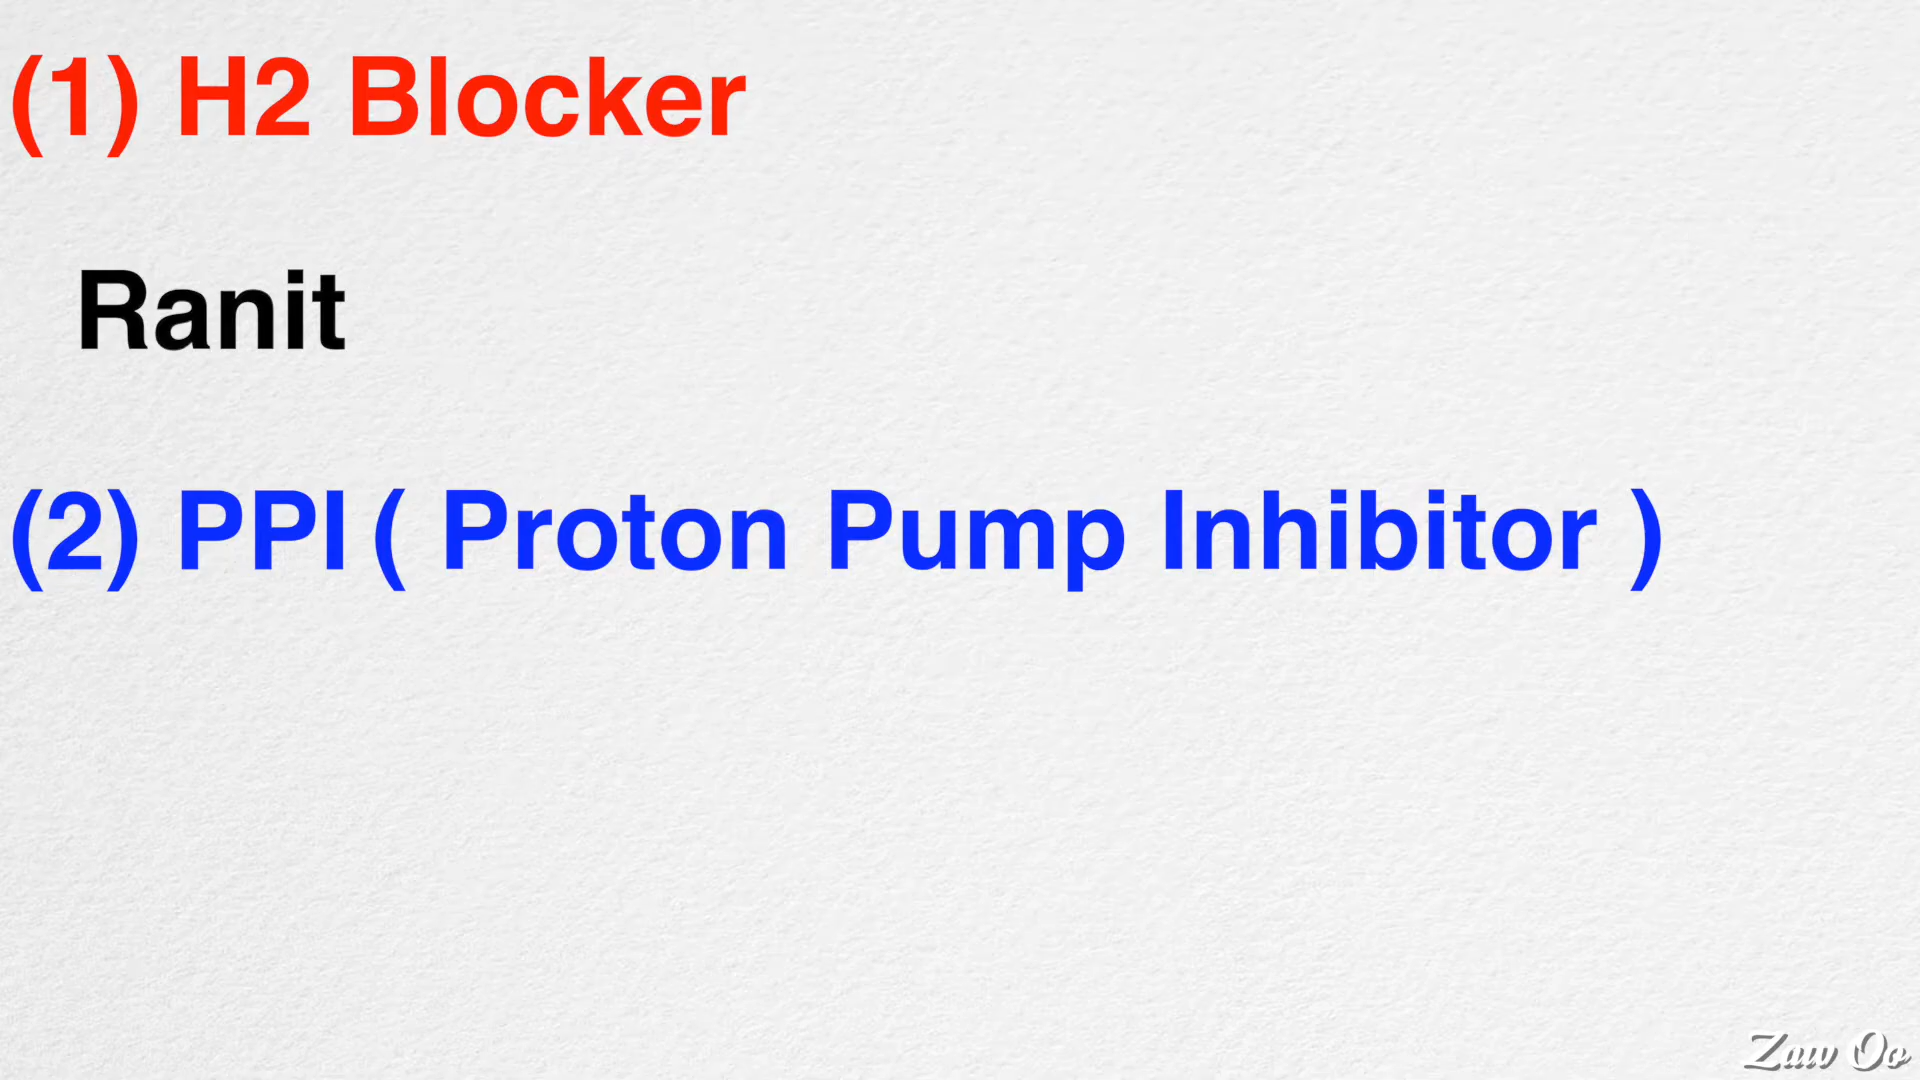 (1) H2 Blocker
Ranit
(2) PPI ( Proton Pump Inhibitor )
Zaw Oo